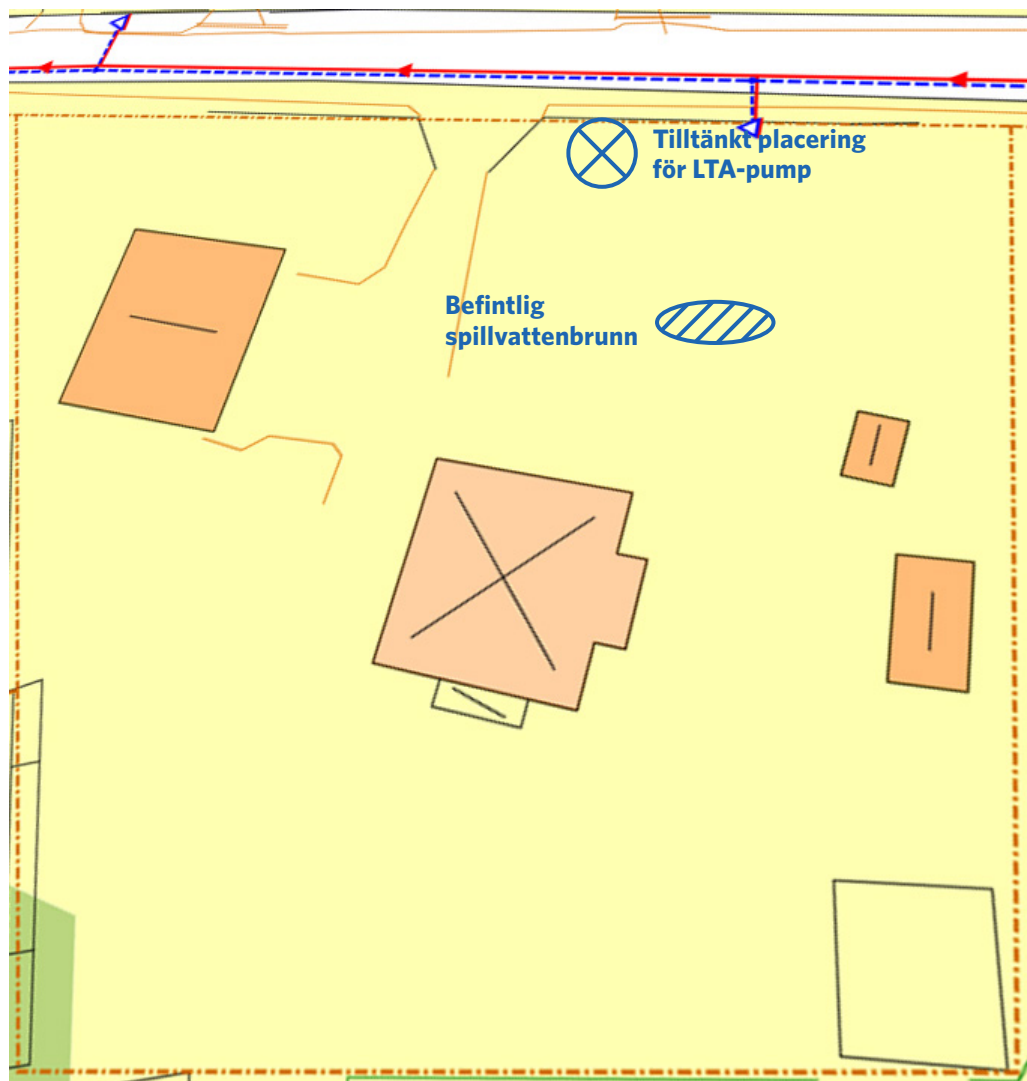 Tilltänkt placering
för LTA-pump
Befintlig
spillvattenbrunn